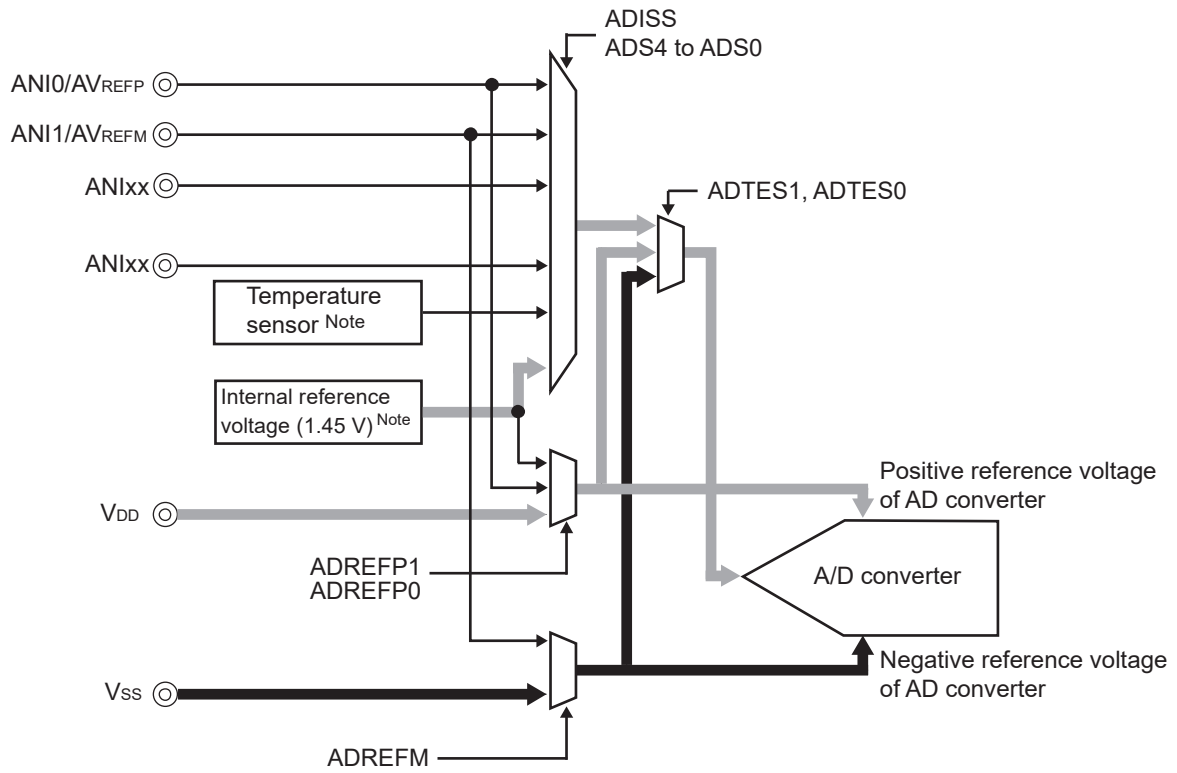 ADISS
ADS4 to ADS0
ANI0/AVREFP
ANI1/AVREFM
ANIxx
ADTES1, ADTES0
ANIxx
Temperature
sensor Note
Internal reference
voltage (1.45 V) Note
Positive reference voltage
of AD converter
VDD
ADREFP1
ADREFP0
A/D converter
Negative reference voltage
of AD converter
VSS
ADREFM